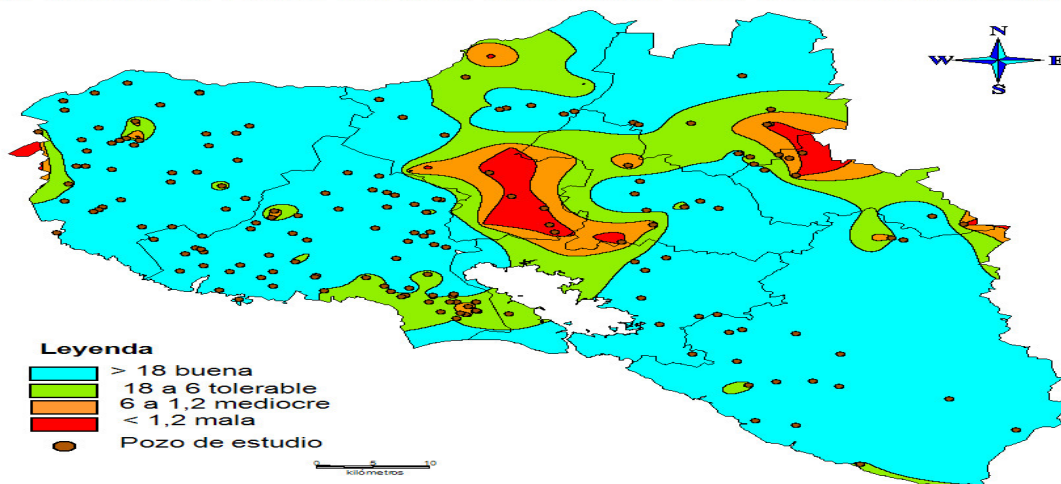 N
W E
S
Leyenda
> 18 buena
18 a 6 tolerable
6 a 1,2 mediocre
< 1,2 mala
Pozo de estudio
0 5 10
kilómetros